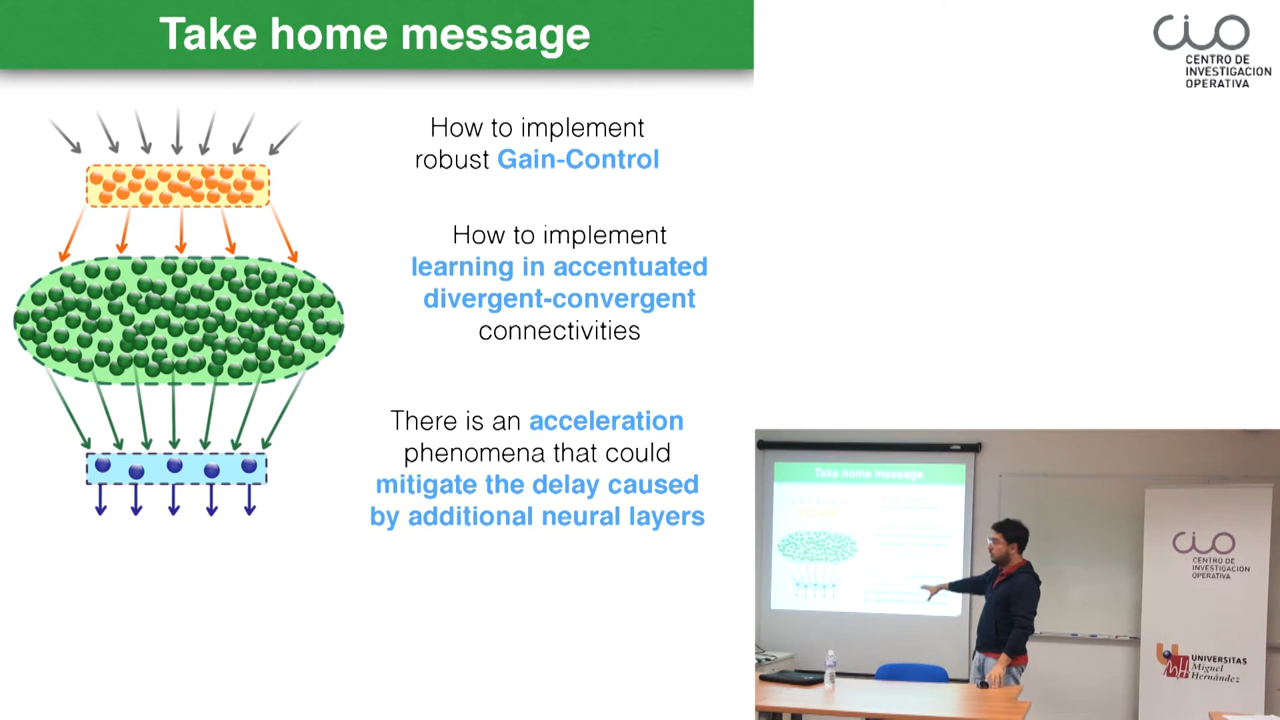 Take home message
CIO
CENTRO DE
INVESTIGACION
OPERATIVA
How to implement
robust Gain-Control
How to implement
learning in accentuated
divergent-convergent
connectivities
There is an acceleration
phenomena that could
mitigate the delay caused
by additional neural layers
Take home message
CIO
CENTRO DE
INVESTIGACION
OPERATIVA
UNIVERSITAS
Miguel
Hernández